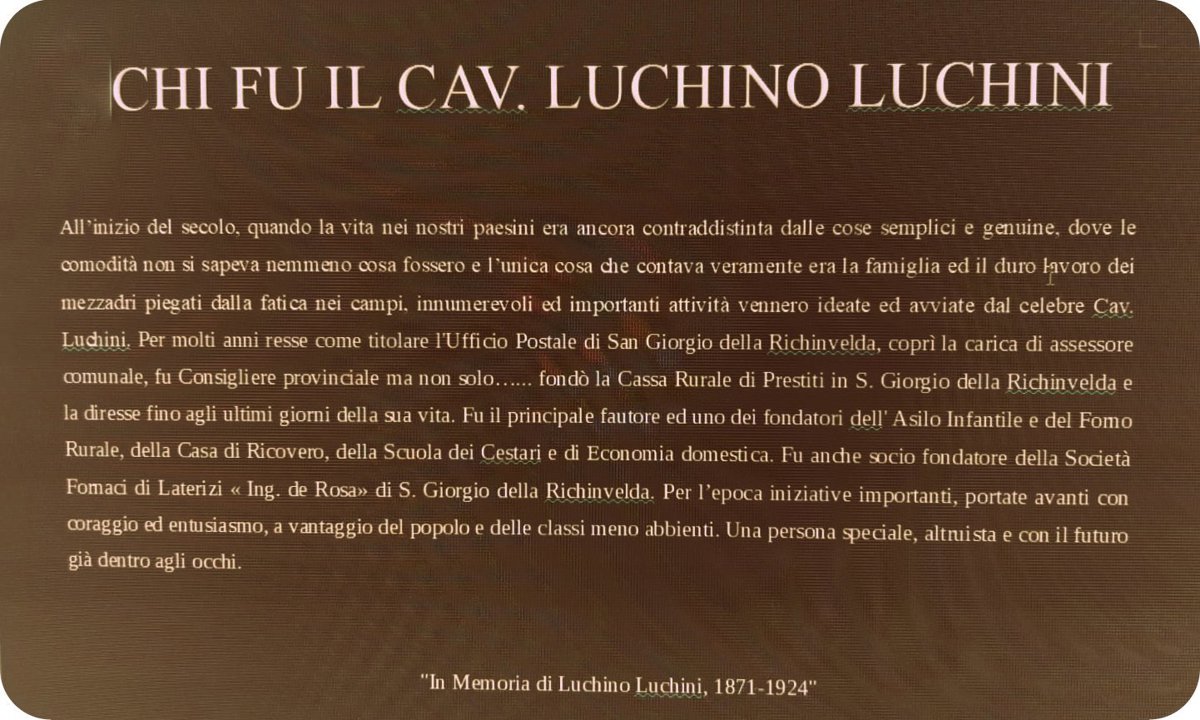 CHI FU IL CAV. LUCHINO LUCHINI
All'inizio del secolo, quando la vita nei nostri paesini era ancora contraddistinta dalle cose semplici e genuine, dove le
comodità non si sapeva nemmeno cosa fossero e l'unica cosa che contava veramente era la famiglia ed il duro lavoro dei
mezzadri piegati dalla fatica nei campi, innumerevoli ed importanti attività vennero ideate ed avviate dal celebre Cav.
Luchini. Per molti anni resse come titolare l'Ufficio Postale di San Giorgio della Richinvelda, coprì la carica di assessore
comunale, fu Consigliere provinciale ma non solo…... fondò la Cassa Rurale di Prestiti in S. Giorgio della Richinvelda e
la diresse fino agli ultimi giorni della sua vita. Fu il principale fautore ed uno dei fondatori dell' Asilo Infantile e del Forno
Rurale, della Casa di Ricovero, della Scuola dei Cestari e di Economia domestica. Fu anche socio fondatore della Società
Fornaci di Laterizi « Ing. de Rosa» di S. Giorgio della Richinvelda. Per l'epoca iniziative importanti, portate avanti con
coraggio ed entusiasmo, a vantaggio del popolo e delle classi meno abbienti. Una persona speciale, altruista e con il futuro
già dentro agli occhi.
"In Memoria di Luchino Luchini, 1871-1924"